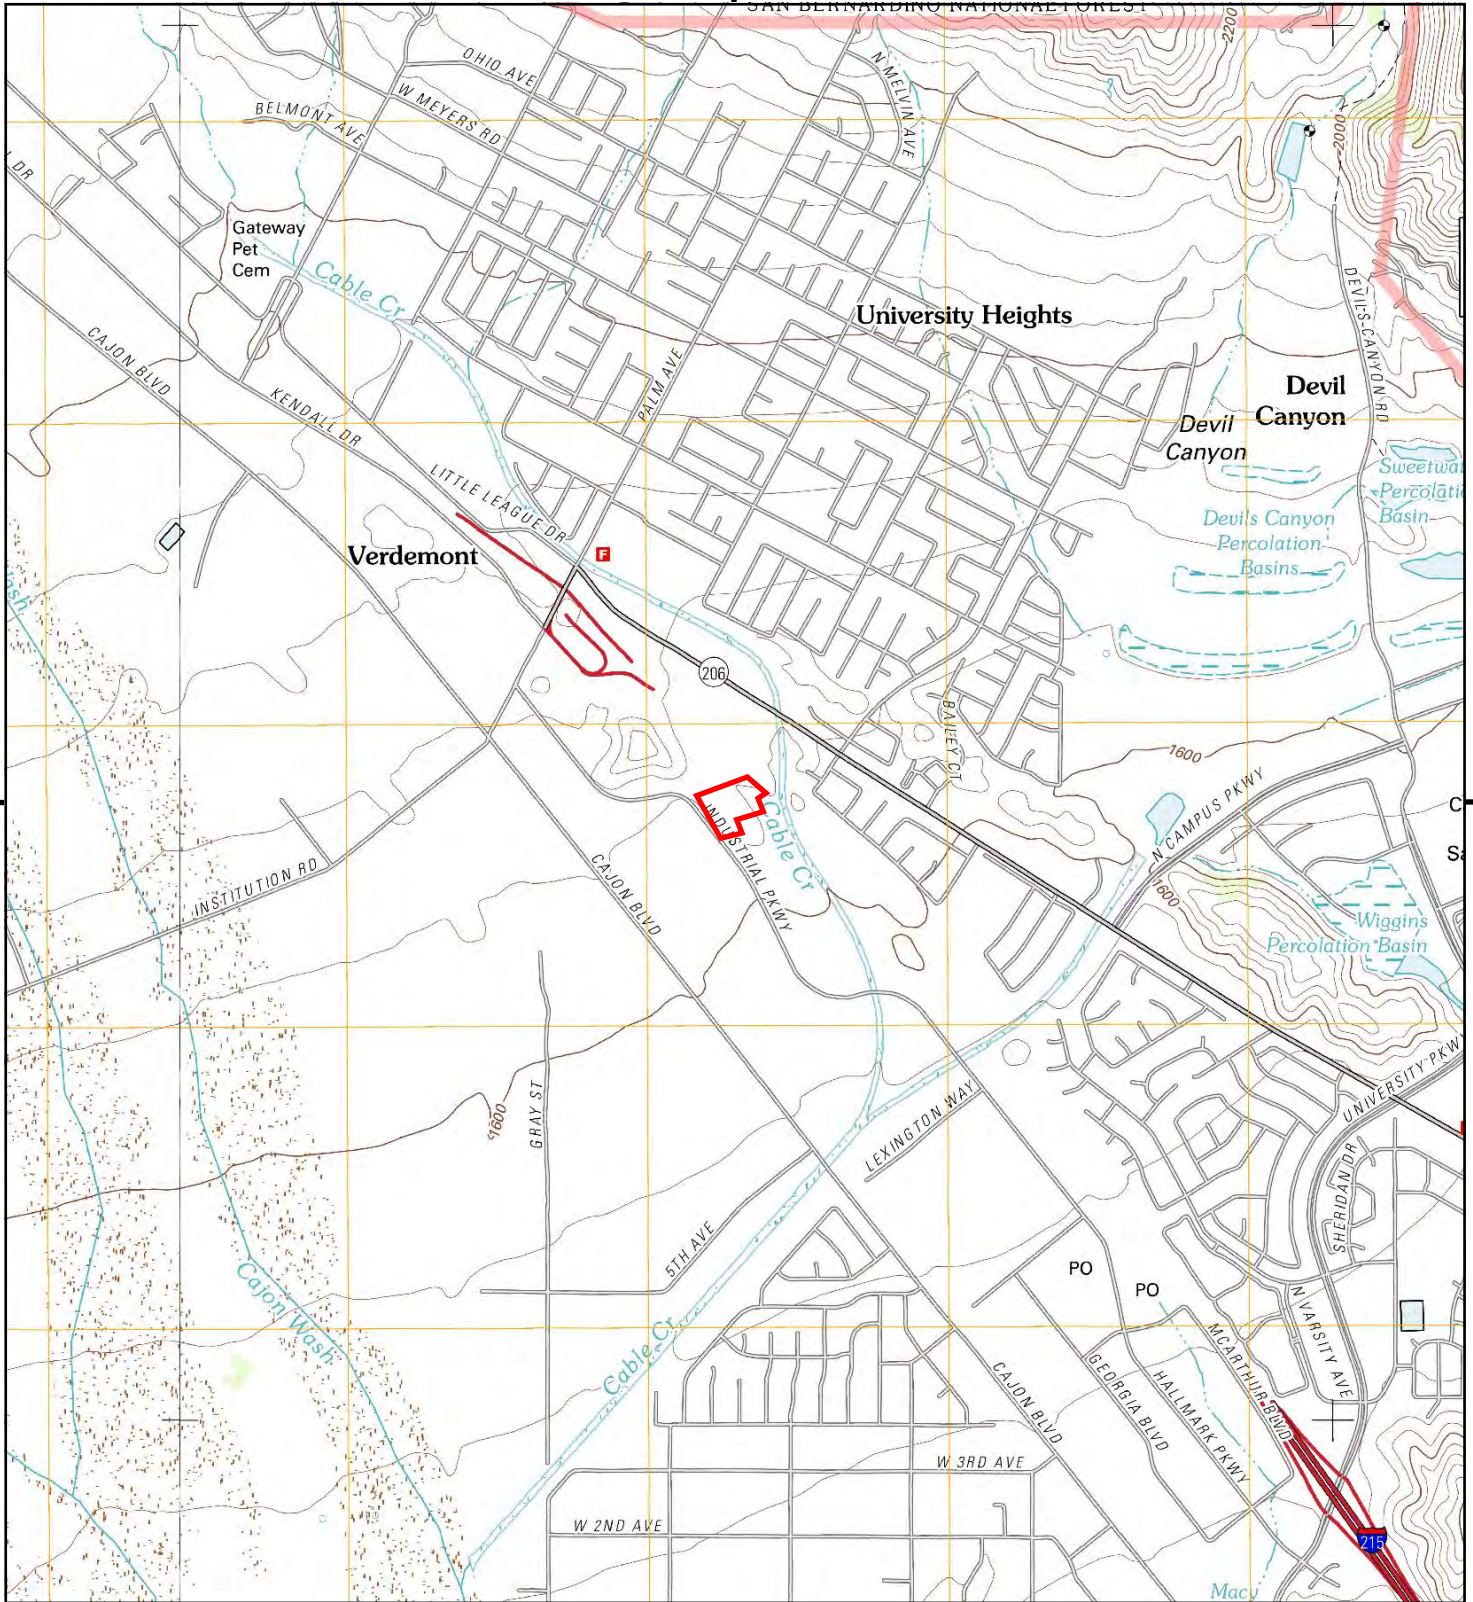 SAN BERNARDINO NATIONAL FOREST
2200
OHIO AVE
N MELVIN AVE
W MEYERS RD
BELMONT AVE
2000
DR
Gateway
Pet
Cem
Cable Cr
University Heights
DEVILS CANYON RD
CAJON BLVD
PALM AVE
Devil
Canyon
KENDALL DR
Devil
Canyon
LITTLE LEAGUE DR
Percolation
Basin
Devils Canyon
Percolation
Basins
Verdemont
F
206
BAILEY CT
1600
N CAMPUS PKWY
INDUSTRIAL PKWY
Cable Cr
CAJON BLVD
INSTITUTION RD
1600
Wiggins
Percolation Basin
1600
GRAY ST
LEXINGTON WAY
UNIVERSITY PKWY
SHERIDAN DR
5TH AVE
PO
PO
Cajon Wash
Cable Cr
N VARSITY AVE
MCARTHUR BLVD
CAJON BLVD
GEORGIA BLVD
HALLMARK PKWY
W 3RD AVE
W 2ND AVE
215
Macy